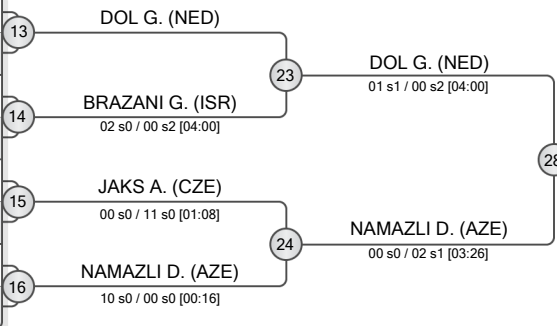 DOL G. (NED)
13
23
DOL G. (NED)
01 s1 / 00 s2 [04:00]
BRAZANI G. (ISR)
14
02 s0 / 00 s2 [04:00]
28
JAKS A. (CZE)
15
00 s0 / 11 s0 [01:08]
NAMAZLI D. (AZE)
24
00 s0 / 02 s1 [03:26]
NAMAZLI D. (AZE)
16
10 s0 / 00 s0 [00:16]